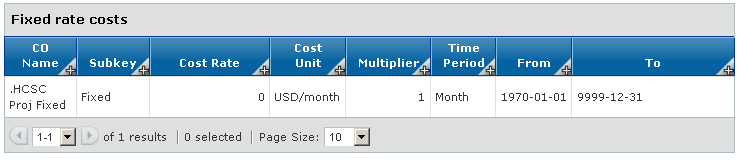 Fixed rate costs
CO Name Subkey Cost Rate Cost Unit Multiplier Time Period From To
.HCSC Proj Fixed Fixed 0 USD/month 1 Month 1970-01-01 9999-12-31
1-1 of 1 results | 0 selected | Page Size: 10